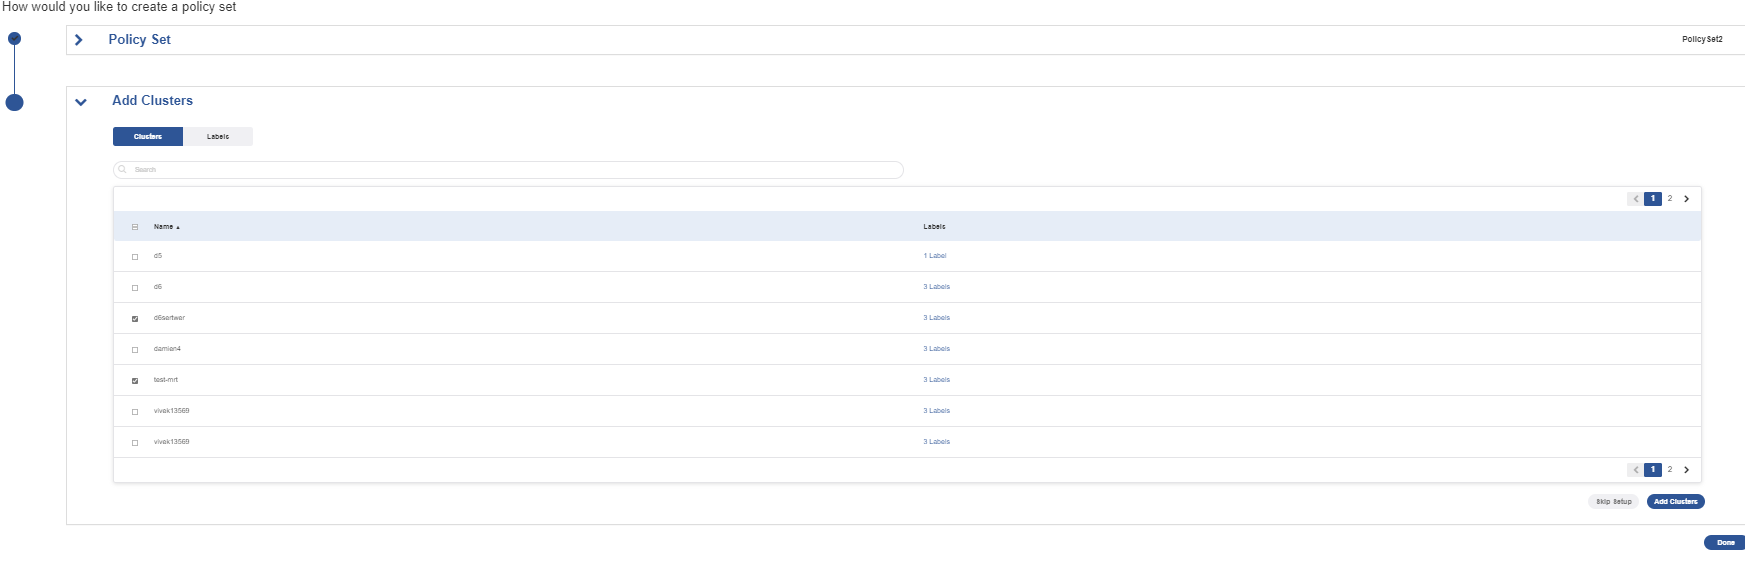 How would you like to create a policy set
Policy Set
PolicySet2
Add Clusters
Clusters Labels
Search
1 2
Name Labels
d5 1 Label
d6 3 Labels
d6sertwer 3 Labels
damien4 3 Labels
test-mrt 3 Labels
vivek13569 3 Labels
vivek13569 3 Labels
1 2
Skip Setup Add Clusters
Done